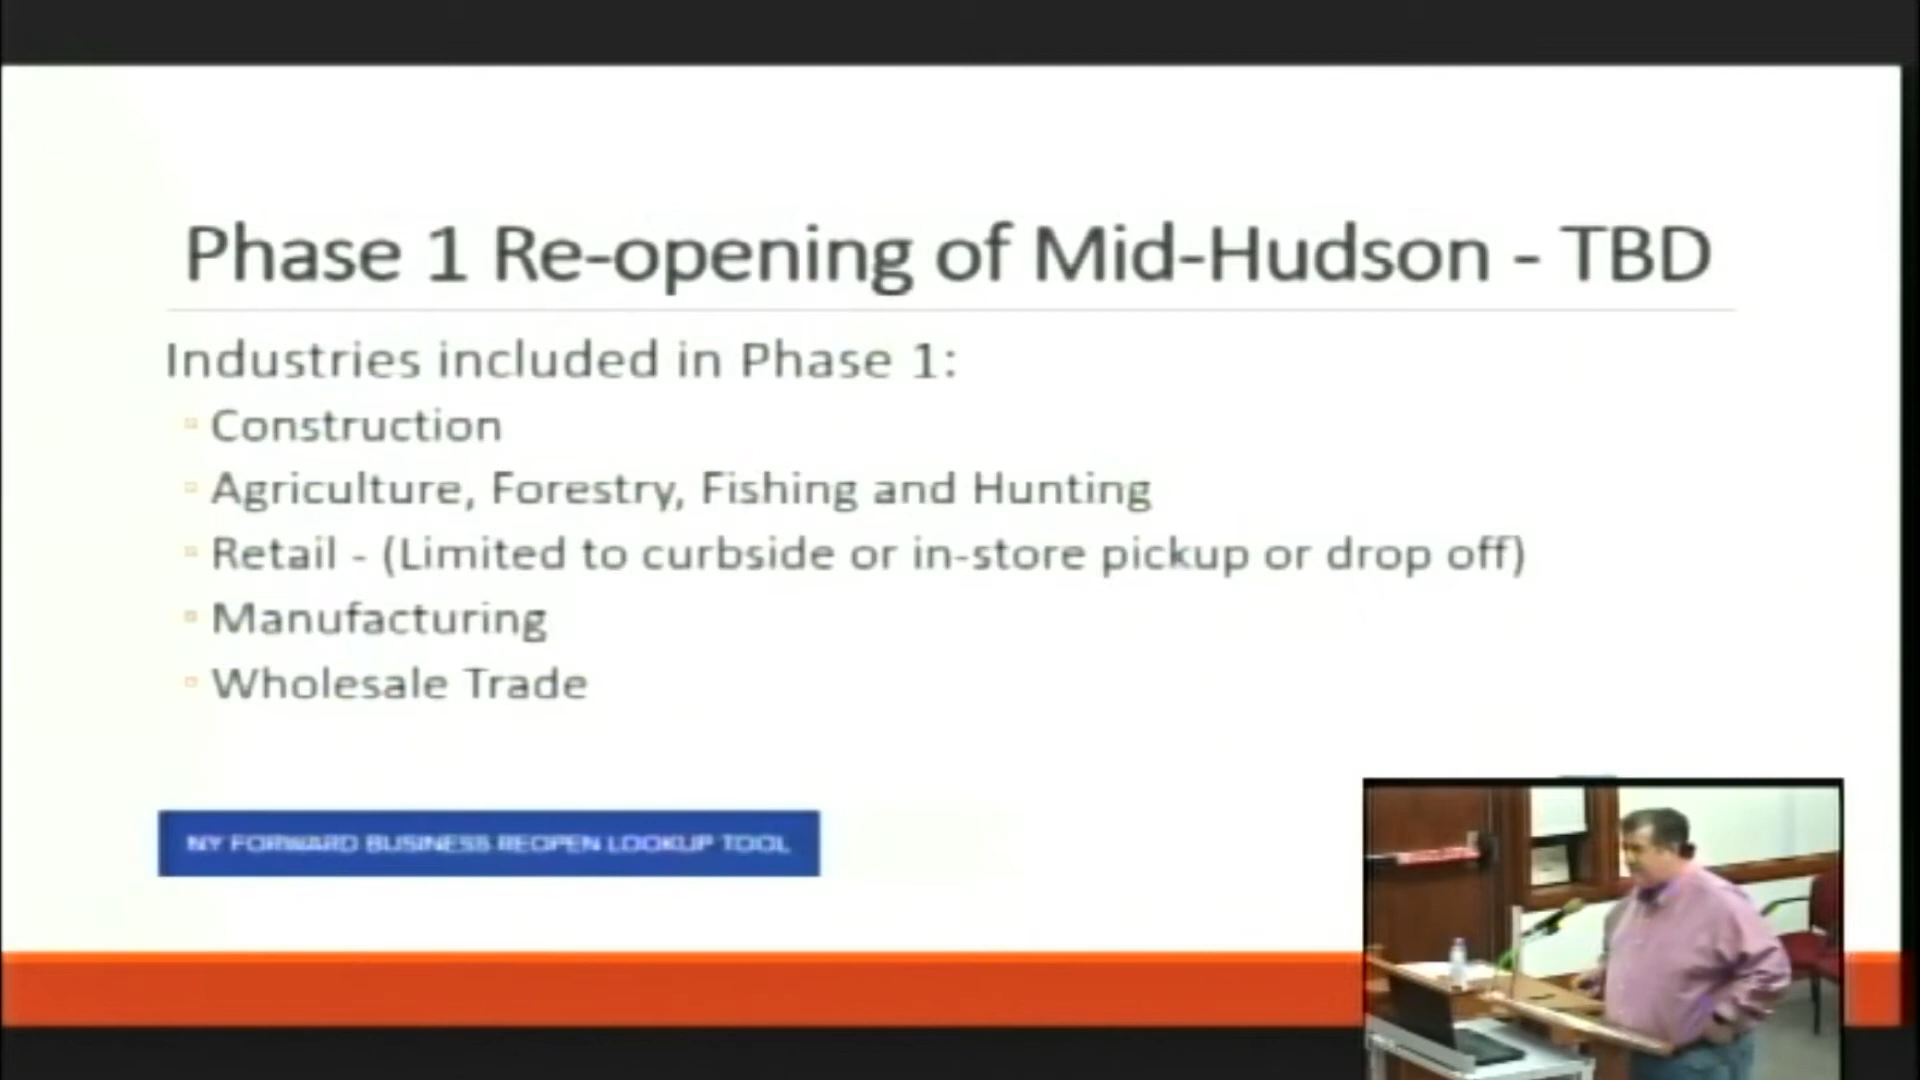 Phase 1 Re-opening of Mid-Hudson - TBD
Industries included in Phase 1:
Construction
Agriculture, Forestry, Fishing and Hunting
Retail - (Limited to curbside or in-store pickup or drop off)
Manufacturing
Wholesale Trade
NY FORWARD BUSINESS REOPEN LOOKUP TOOL